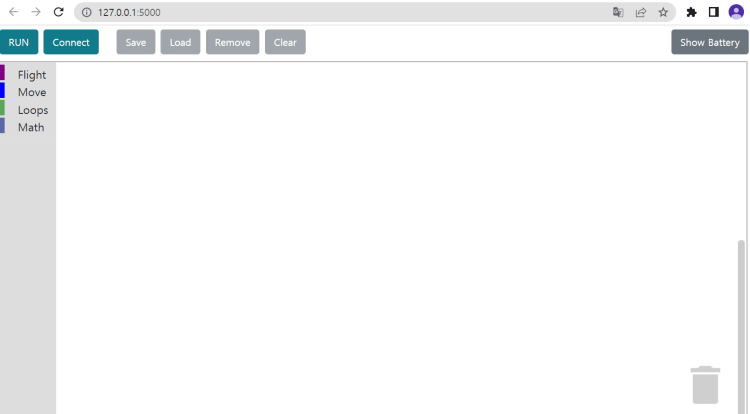 127.0.0.1:5000
RUN Connect Save Load Remove Clear Show Battery
Flight
Move
Loops
Math